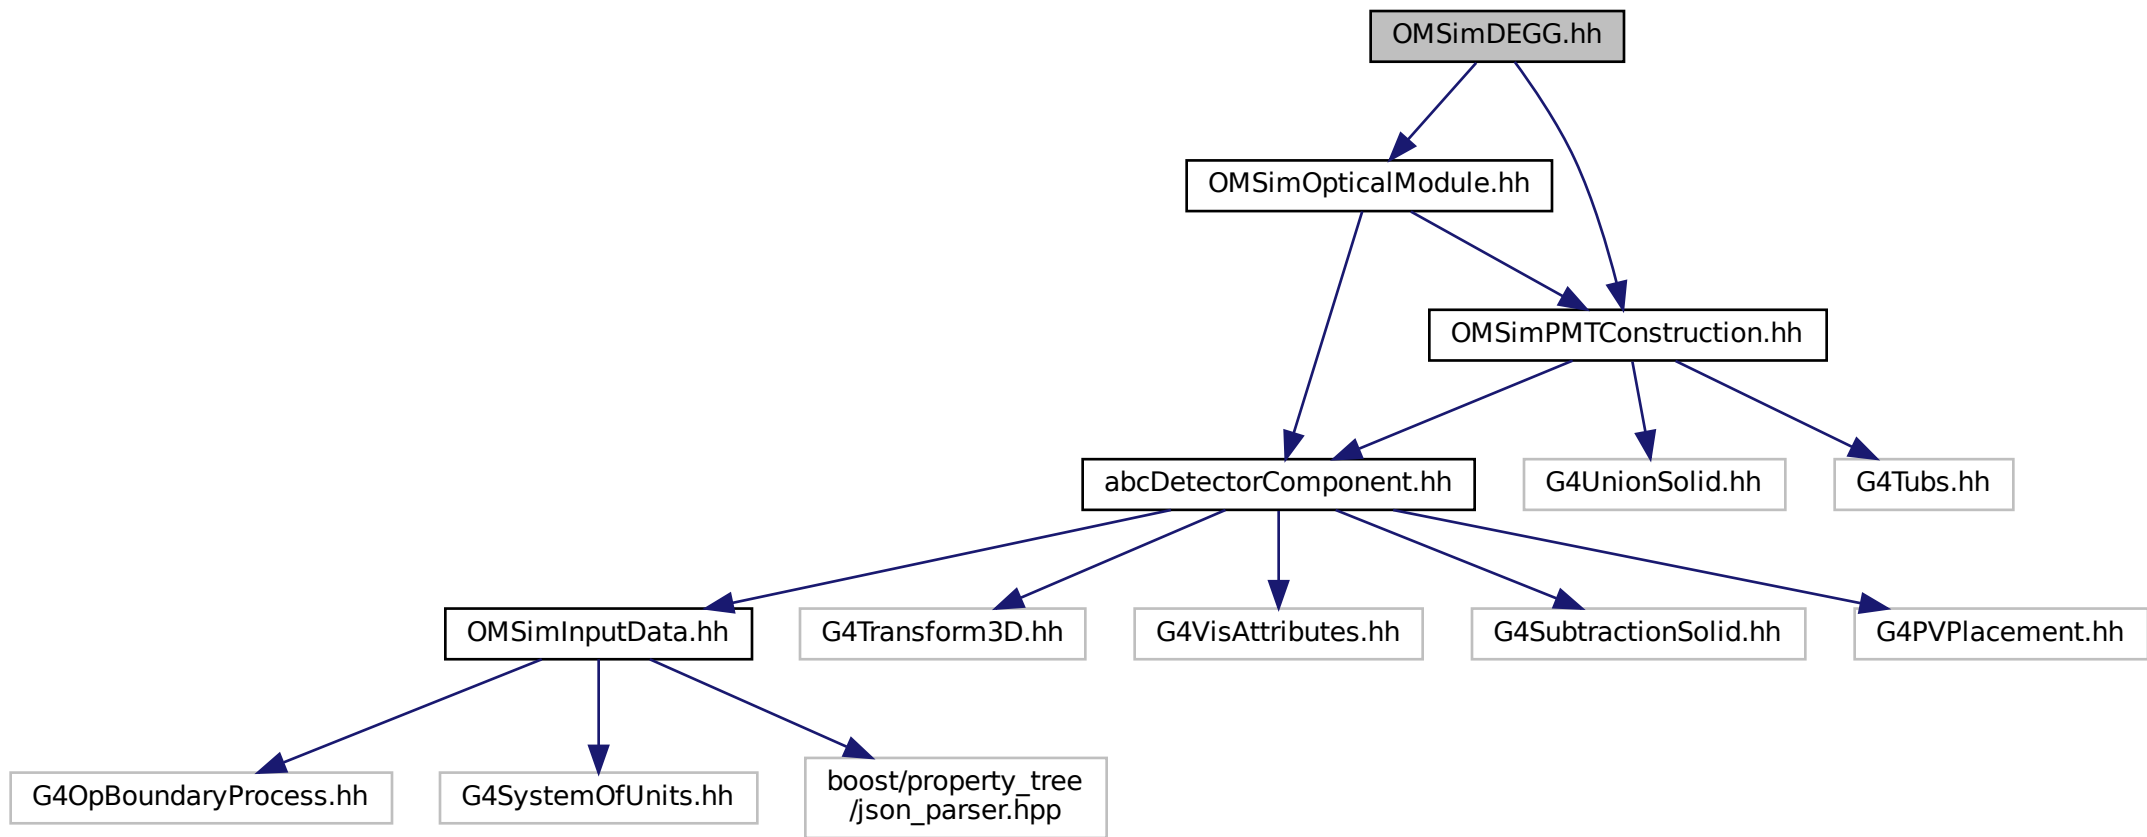 OMSimDEGG.hh
OMSimOpticalModule.hh
OMSimPMTConstruction.hh
abcDetectorComponent.hh
G4UnionSolid.hh
G4Tubs.hh
OMSimInputData.hh
G4Transform3D.hh
G4VisAttributes.hh
G4SubtractionSolid.hh
G4PVPlacement.hh
G4OpBoundaryProcess.hh
G4SystemOfUnits.hh
boost/property_tree
/json_parser.hpp